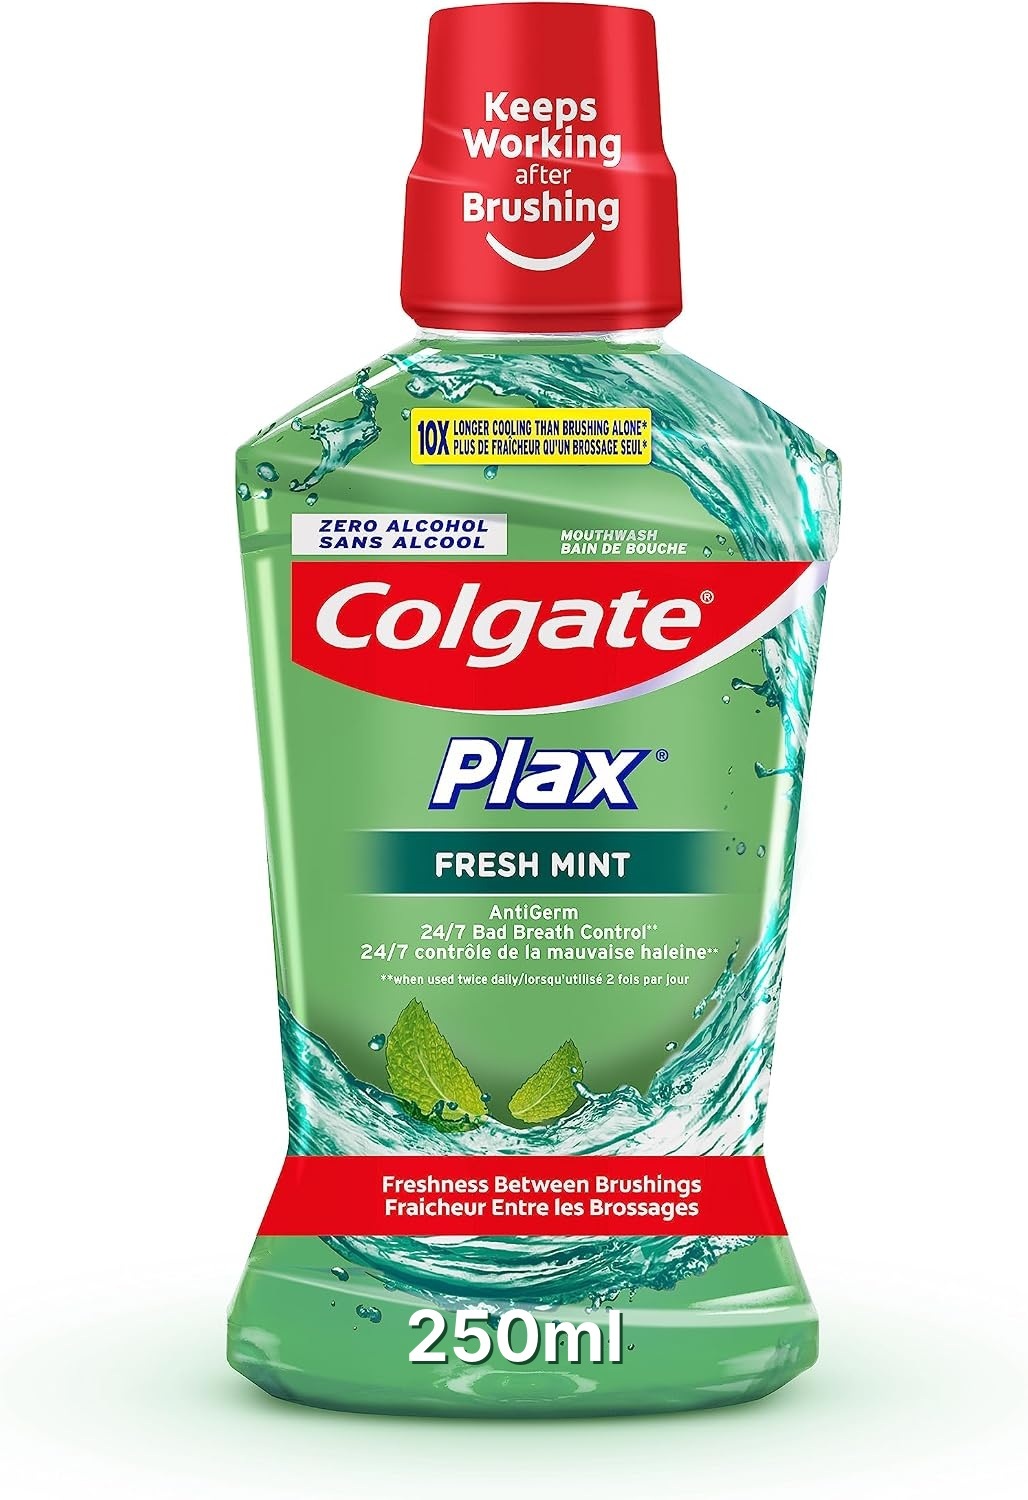 Keeps
Working
after
Brushing
10X LONGER COOLING THAN BRUSHING ALONE*
PLUS DE FRAÎCHEUR QU'UN BROSSAGE SEUL*
ZERO ALCOHOL
SANS ALCOOL
MOUTHWASH
BAIN DE BOUCHE
Colgate®
Plax®
FRESH MINT
AntiGerm
24/7 Bad Breath Control**
24/7 contrôle de la mauvaise haleine**
**when used twice daily/lorsqu'utilisé 2 fois par jour
Freshness Between Brushings
Fraicheur Entre les Brossages
250ml